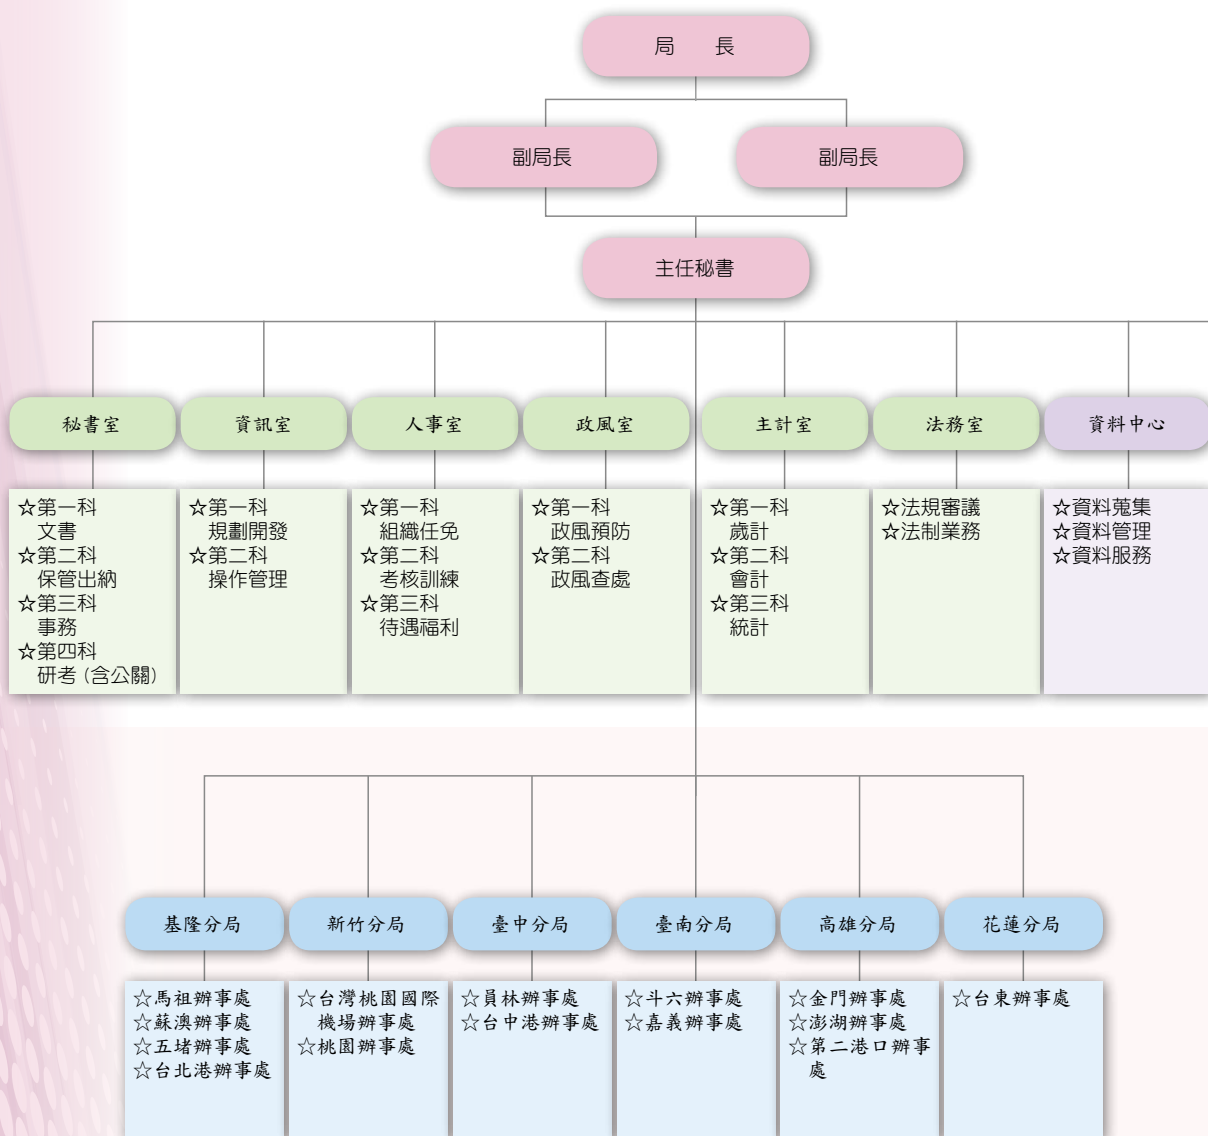 局　　長
副局長
副局長
主任秘書
秘書室
☆第一科
文書
☆第二科
保管出納
☆第三科
事務
☆第四科
研考（含公關）
資訊室
☆第一科
規劃開發
☆第二科
操作管理
人事室
☆第一科
組織任免
☆第二科
考核訓練
☆第三科
待遇福利
政風室
☆第一科
政風預防
☆第二科
政風查處
主計室
☆第一科
歲計
☆第二科
會計
☆第三科
統計
法務室
☆法規審議
☆法制業務
資料中心
☆資料蒐集
☆資料管理
☆資料服務
基隆分局
☆馬祖辦事處
☆蘇澳辦事處
☆五堵辦事處
☆台北港辦事處
新竹分局
☆台灣桃園國際
機場辦事處
☆桃園辦事處
臺中分局
☆員林辦事處
☆台中港辦事處
臺南分局
☆斗六辦事處
☆嘉義辦事處
高雄分局
☆金門辦事處
☆澎湖辦事處
☆第二港口辦事
處
花蓮分局
☆台東辦事處